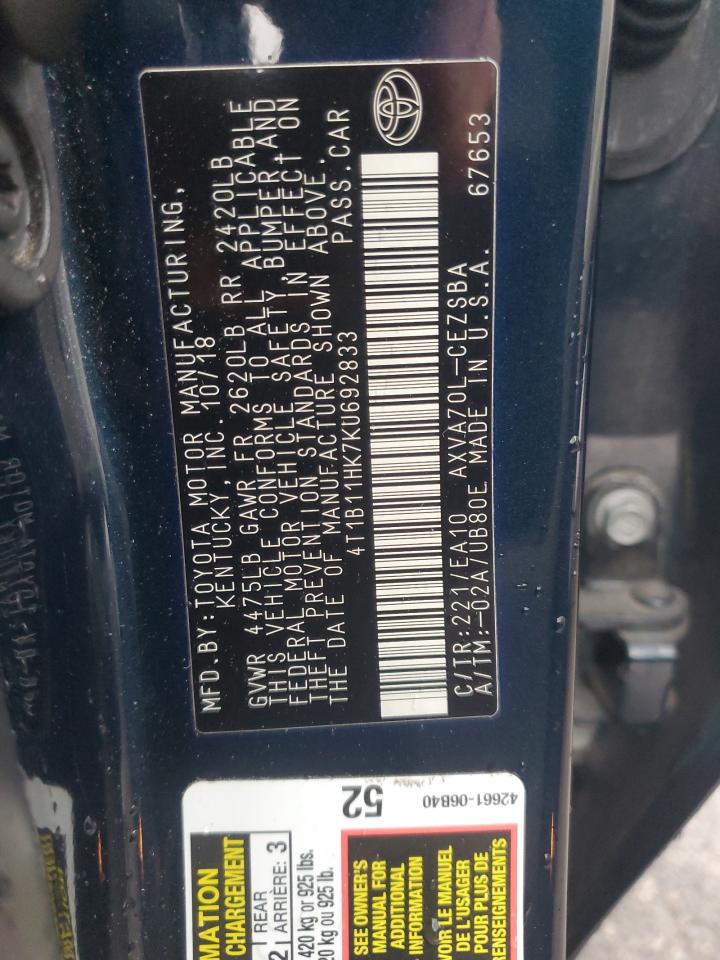 MFD.BY:TOYOTA MOTOR MANUFACTURING,
KENTUCKY,INC. 10/18
GVWR 4475LB GAWR FR 2620LB RR 2420LB
THIS VEHICLE CONFORMS TO ALL APPLICABLE
FEDERAL MOTOR VEHICLE SAFETY, BUMPER, AND
THEFT PREVENTION STANDARDS IN EFFECT ON
THE DATE OF MANUFACTURE SHOWN ABOVE.
4T1B11HK7KU692833 PASS.CAR
C/TR:221/EA10 AXVA70L-CEZSBA
A/TM:-02A/UB80E MADE IN U.S.A. 67653
MATION
CHARGEMENT
REAR
2 ARRIÈRE: 3
420 kg or 925 lbs.
20 kg ou 925 lb.
52
42661-06B40
SEE OWNER'S
MANUAL FOR
ADDITIONAL
INFORMATION
VOIR LE MANUEL
DE L'USAGER
POUR PLUS DE
RENSEIGNEMENTS